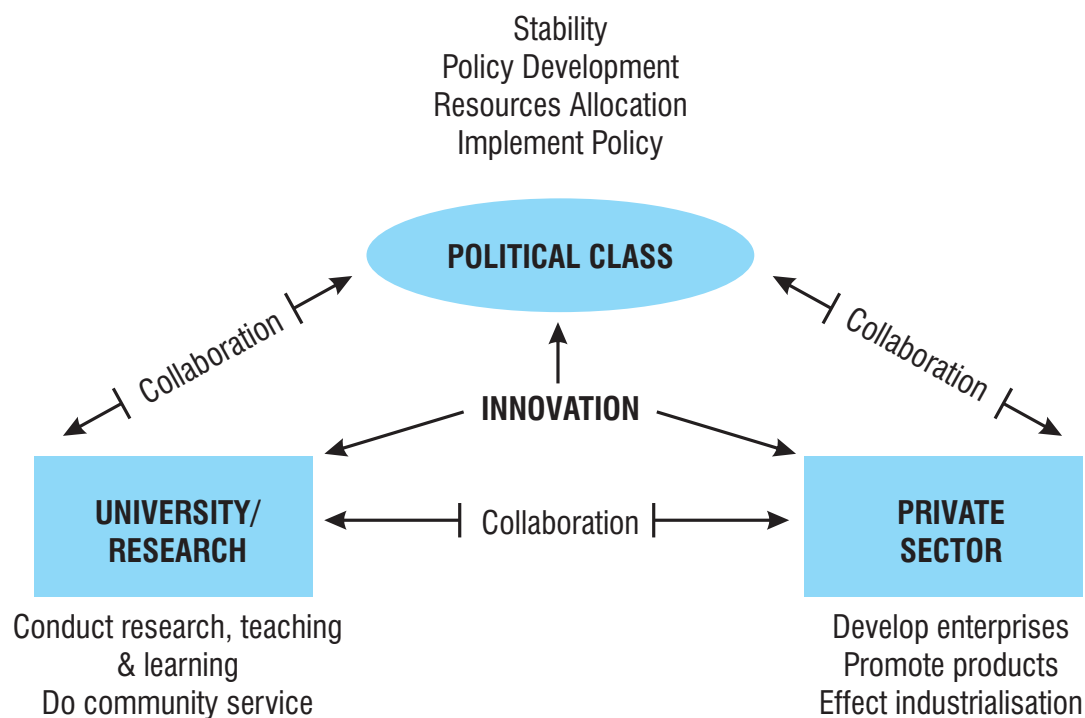 Stability
Policy Development
Resources Allocation
Implement Policy
POLITICAL CLASS
Collaboration
Collaboration
INNOVATION
UNIVERSITY/
RESEARCH
Collaboration
PRIVATE
SECTOR
Conduct research, teaching
& learning
Do community service
Develop enterprises
Promote products
Effect industrialisation